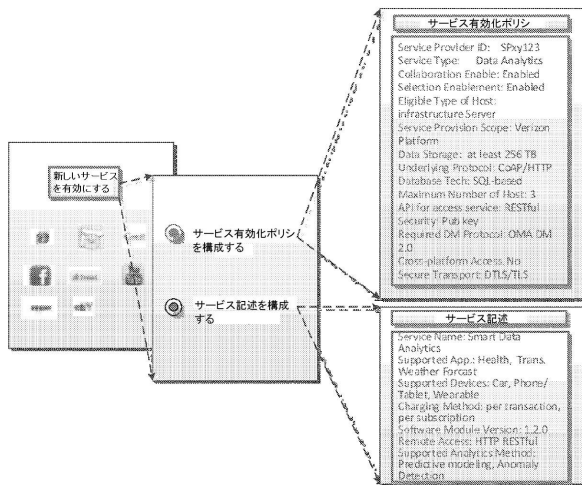 新しいサービス
を有効にする
サービス有効化ポリシ
を構成する
サービス記述を構成
する
サービス有効化ポリシ
Service Provider ID: SPxy123
Service Type: Data Analytics
Collaboration Enable: Enabled
Selection Enablement: Enabled
Eligible Type of Host:
infrastructure Server
Service Provision Scope: Verizon
Platform
Data Storage: at least 256 TB
Underlying Protocol: CoAP/HTTP
Database Tech: SQL-based
Maximum Number of Host: 3
API for access service: RESTful
Security: Pub key
Required DM Protocol: OMA DM
2.0
Cross-platform Access: No
Secure Transport: DTLS/TLS
サービス記述
Service Name: Smart Data
Analytics
Supported App.: Health, Trans.
Weather Forcast
Supported Devices: Car, Phone/
Tablet, Wearable
Charging Method: per transaction,
per subscription
Software Module Version: 1.2.0
Remote Access: HTTP RESTful
Supported Analytics Method:
Predictive modeling, Anomaly
Detection